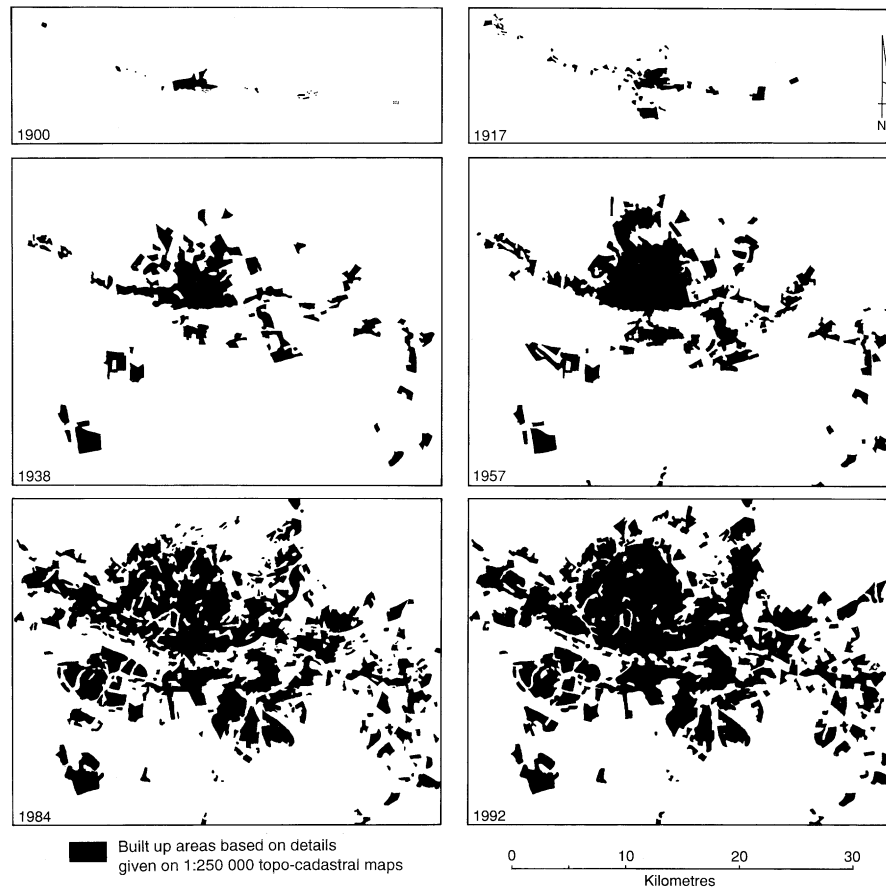 1900
1917
N
1938
1957
1984
1992
Built up areas based on details
given on 1:250 000 topo-cadastral maps
0 10 20 30
Kilometres